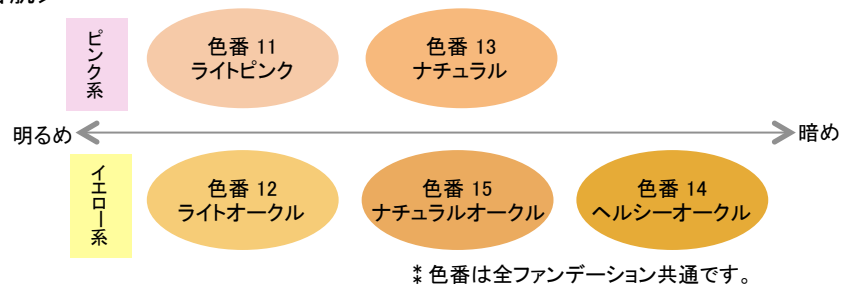 ピンク系
色番 11
ライトピンク
色番 13
ナチュラル
明るめ
暗め
イエロー系
色番 12
ライトオークル
色番 15
ナチュラルオークル
色番 14
ヘルシーオークル
⁑色番は全ファンデーション共通です。